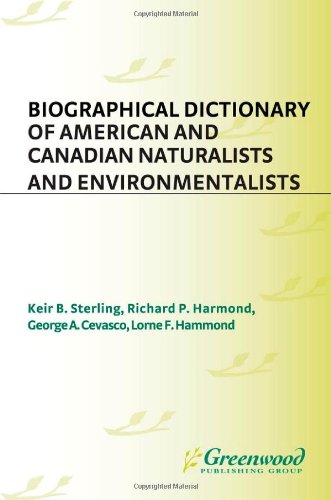 BIOGRAPHICAL DICTIONARY
OF AMERICAN AND
CANADIAN NATURALISTS
AND ENVIRONMENTALISTS
Keir B. Sterling, Richard P. Harmond,
George A. Cevasco, Lorne F. Hammond
Greenwood
PUBLISHING GROUP